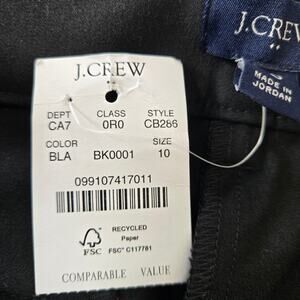 J.CREW
DEPT CLASS STYLE
CA7 0R0 CB286
COLOR SIZE
BLA BK0001 10
099107417011
FSC
RECYCLED
Paper
FSC® C117781
COMPARABLE VALUE
J.CREW
MADE IN
JORDAN